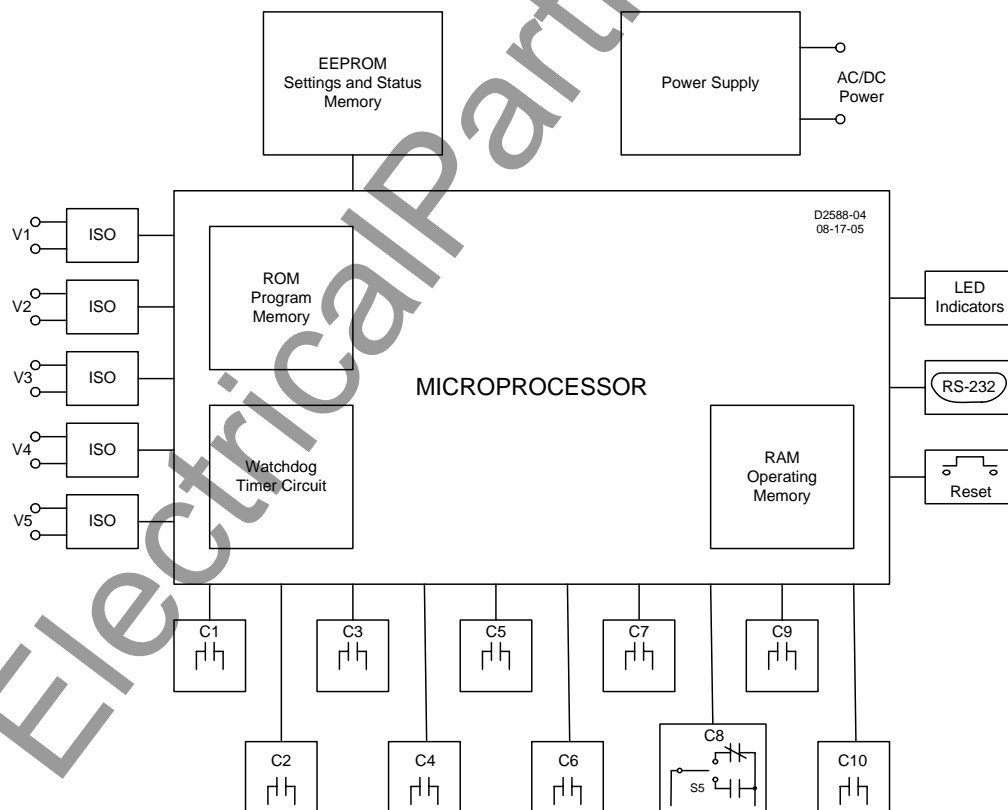 EEPROM
Settings and Status
Memory
Power Supply
AC/DC
Power
D2588-04
08-17-05
V1
ISO
V2
ISO
V3
ISO
V4
ISO
V5
ISO
ROM
Program
Memory
MICROPROCESSOR
Watchdog
Timer Circuit
RAM
Operating
Memory
LED
Indicators
RS-232
Reset
C1
C3
C5
C7
C9
C2
C4
C6
C8
S5
C10